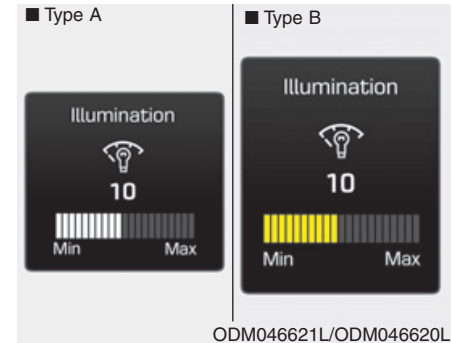 ■ Type A
Illumination
10
Min Max
■ Type B
Illumination
10
Min Max
ODM046621L/ODM046620L